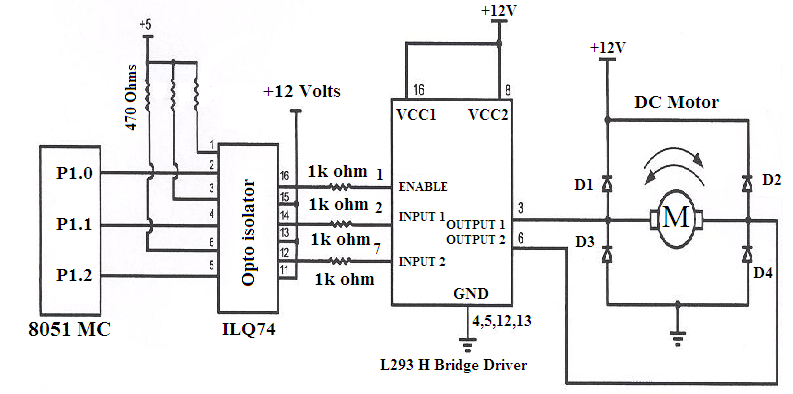 +5
470 Ohms
+12 Volts
+12V
+12V
16
8
VCC1
VCC2
DC Motor
P1.0
P1.1
P1.2
8051 MC
1
2
3
4
6
5
Opto isolator
ILQ74
16
15
14
13
12
11
1k ohm
1k ohm
1k ohm
1k ohm
1
2
7
ENABLE
INPUT 1
OUTPUT 1
OUTPUT 2
INPUT 2
GND
3
6
4,5,12,13
L293 H Bridge Driver
D1
D2
M
D3
D4